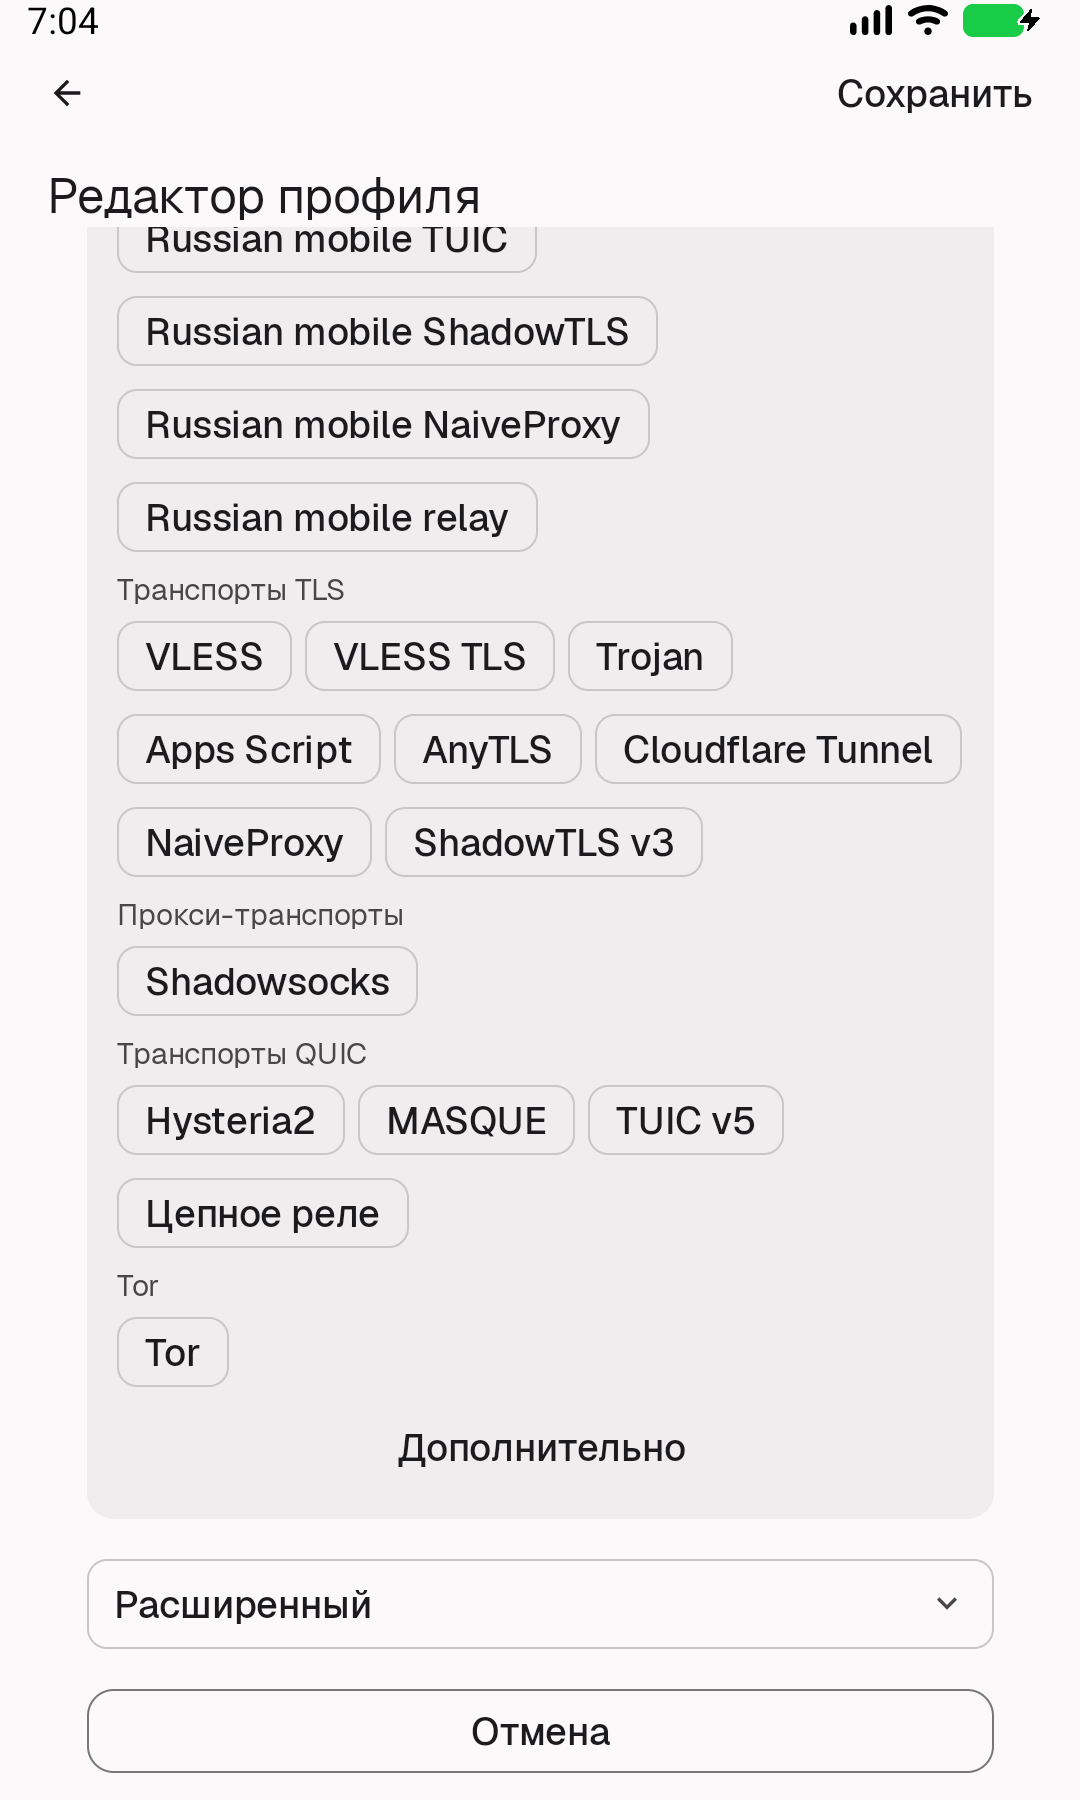 7:04
Сохранить
Редактор профиля
Russian mobile TUIC
Russian mobile ShadowTLS
Russian mobile NaiveProxy
Russian mobile relay
Транспорты TLS
VLESS VLESS TLS Trojan
Apps Script AnyTLS Cloudflare Tunnel
NaiveProxy ShadowTLS v3
Прокси-транспорты
Shadowsocks
Транспорты QUIC
Hysteria2 MASQUE TUIC v5
Цепное реле
Tor
Tor
Дополнительно
Расширенный
Отмена